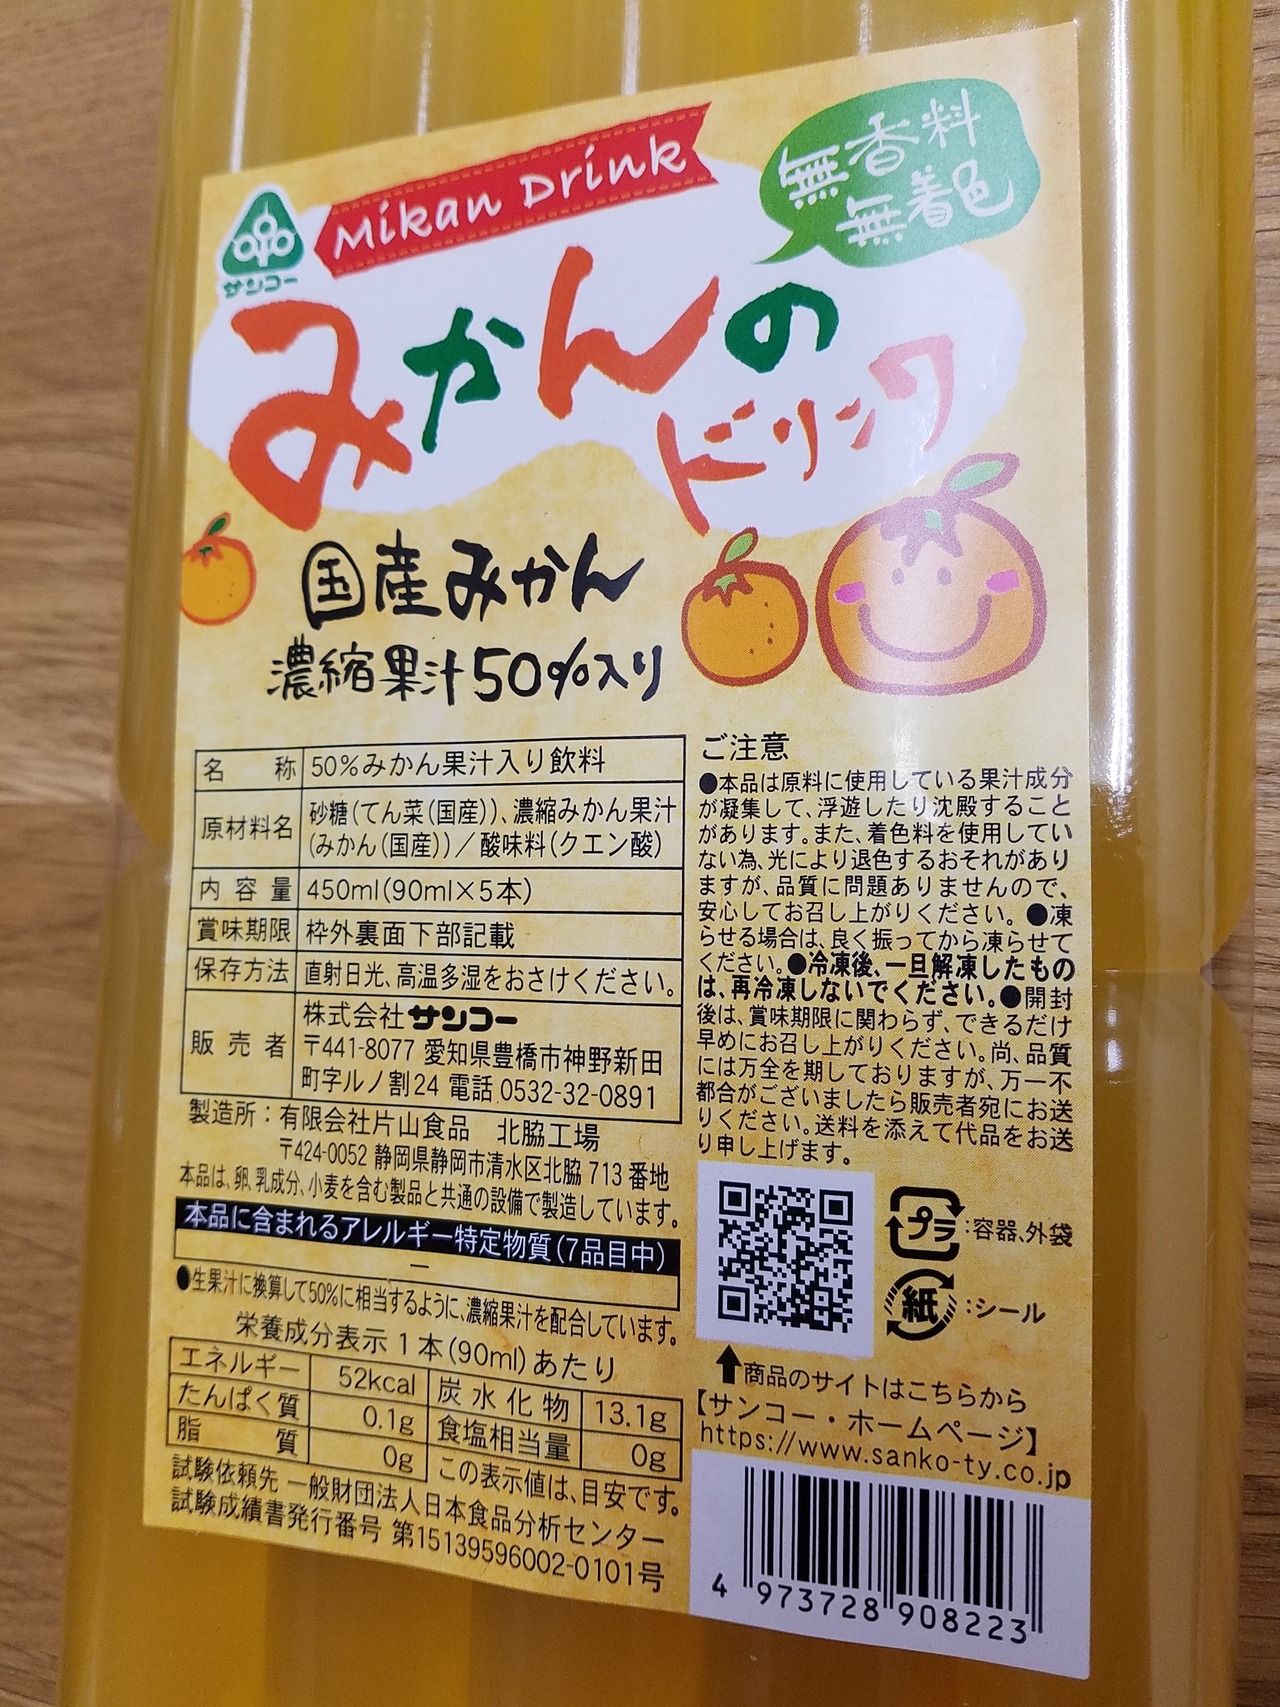 Mikan Drink
無香料
無着色
サンコー
みかんの
ドリンク
国産みかん
濃縮果汁50%入り
名称 50%みかん果汁入り飲料
原材料名 砂糖(てん菜(国産))、濃縮みかん果汁
(みかん(国産))/酸味料(クエン酸)
内容量 450ml(90ml×5本)
賞味期限 枠外裏面下部記載
保存方法 直射日光、高温多湿をおさけください。
販売者 株式会社サンコー
〒441-8077 愛知県豊橋市神野新田
町字ルノ割24 電話 0532-32-0891
製造所:有限会社片山食品 北脇工場
〒424-0052 静岡県静岡市清水区北脇 713 番地
本品は、卵、乳成分、小麦を含む製品と共通の設備で製造しています。
本品に含まれるアレルギー特定物質(7品目中)
―
●生果汁に換算して50%に相当するように、濃縮果汁を配合しています。
栄養成分表示 1本(90ml)あたり
エネルギー 52kcal 炭水化物 13.1g
たんぱく質 0.1g 食塩相当量 0g
脂質 0g この表示値は、目安です。
試験依頼先 一般財団法人日本食品分析センター
試験成績書発行番号 第15139596002-0101号
ご注意
●本品は原料に使用している果汁成分
が凝集して、浮遊したり沈殿すること
があります。また、着色料を使用してい
ない為、光により退色するおそれがあり
ますが、品質に問題ありませんので、
安心してお召し上がりください。●凍
らせる場合は、良く振ってから凍らせて
ください。●冷凍後、一旦解凍したもの
は、再冷凍しないでください。●開封
後は、賞味期限に関わらず、できるだけ
早めにお召し上がりください。尚、品質
には万全を期しておりますが、万一不
都合がございましたら販売者宛にお送
りください。送料を添えて代品をお送
り申し上げます。
プラ:容器、外袋
紙:シール
↑商品のサイトはこちらから
【サンコー・ホームページ】
https://www.sanko-ty.co.jp
4 973728 908223